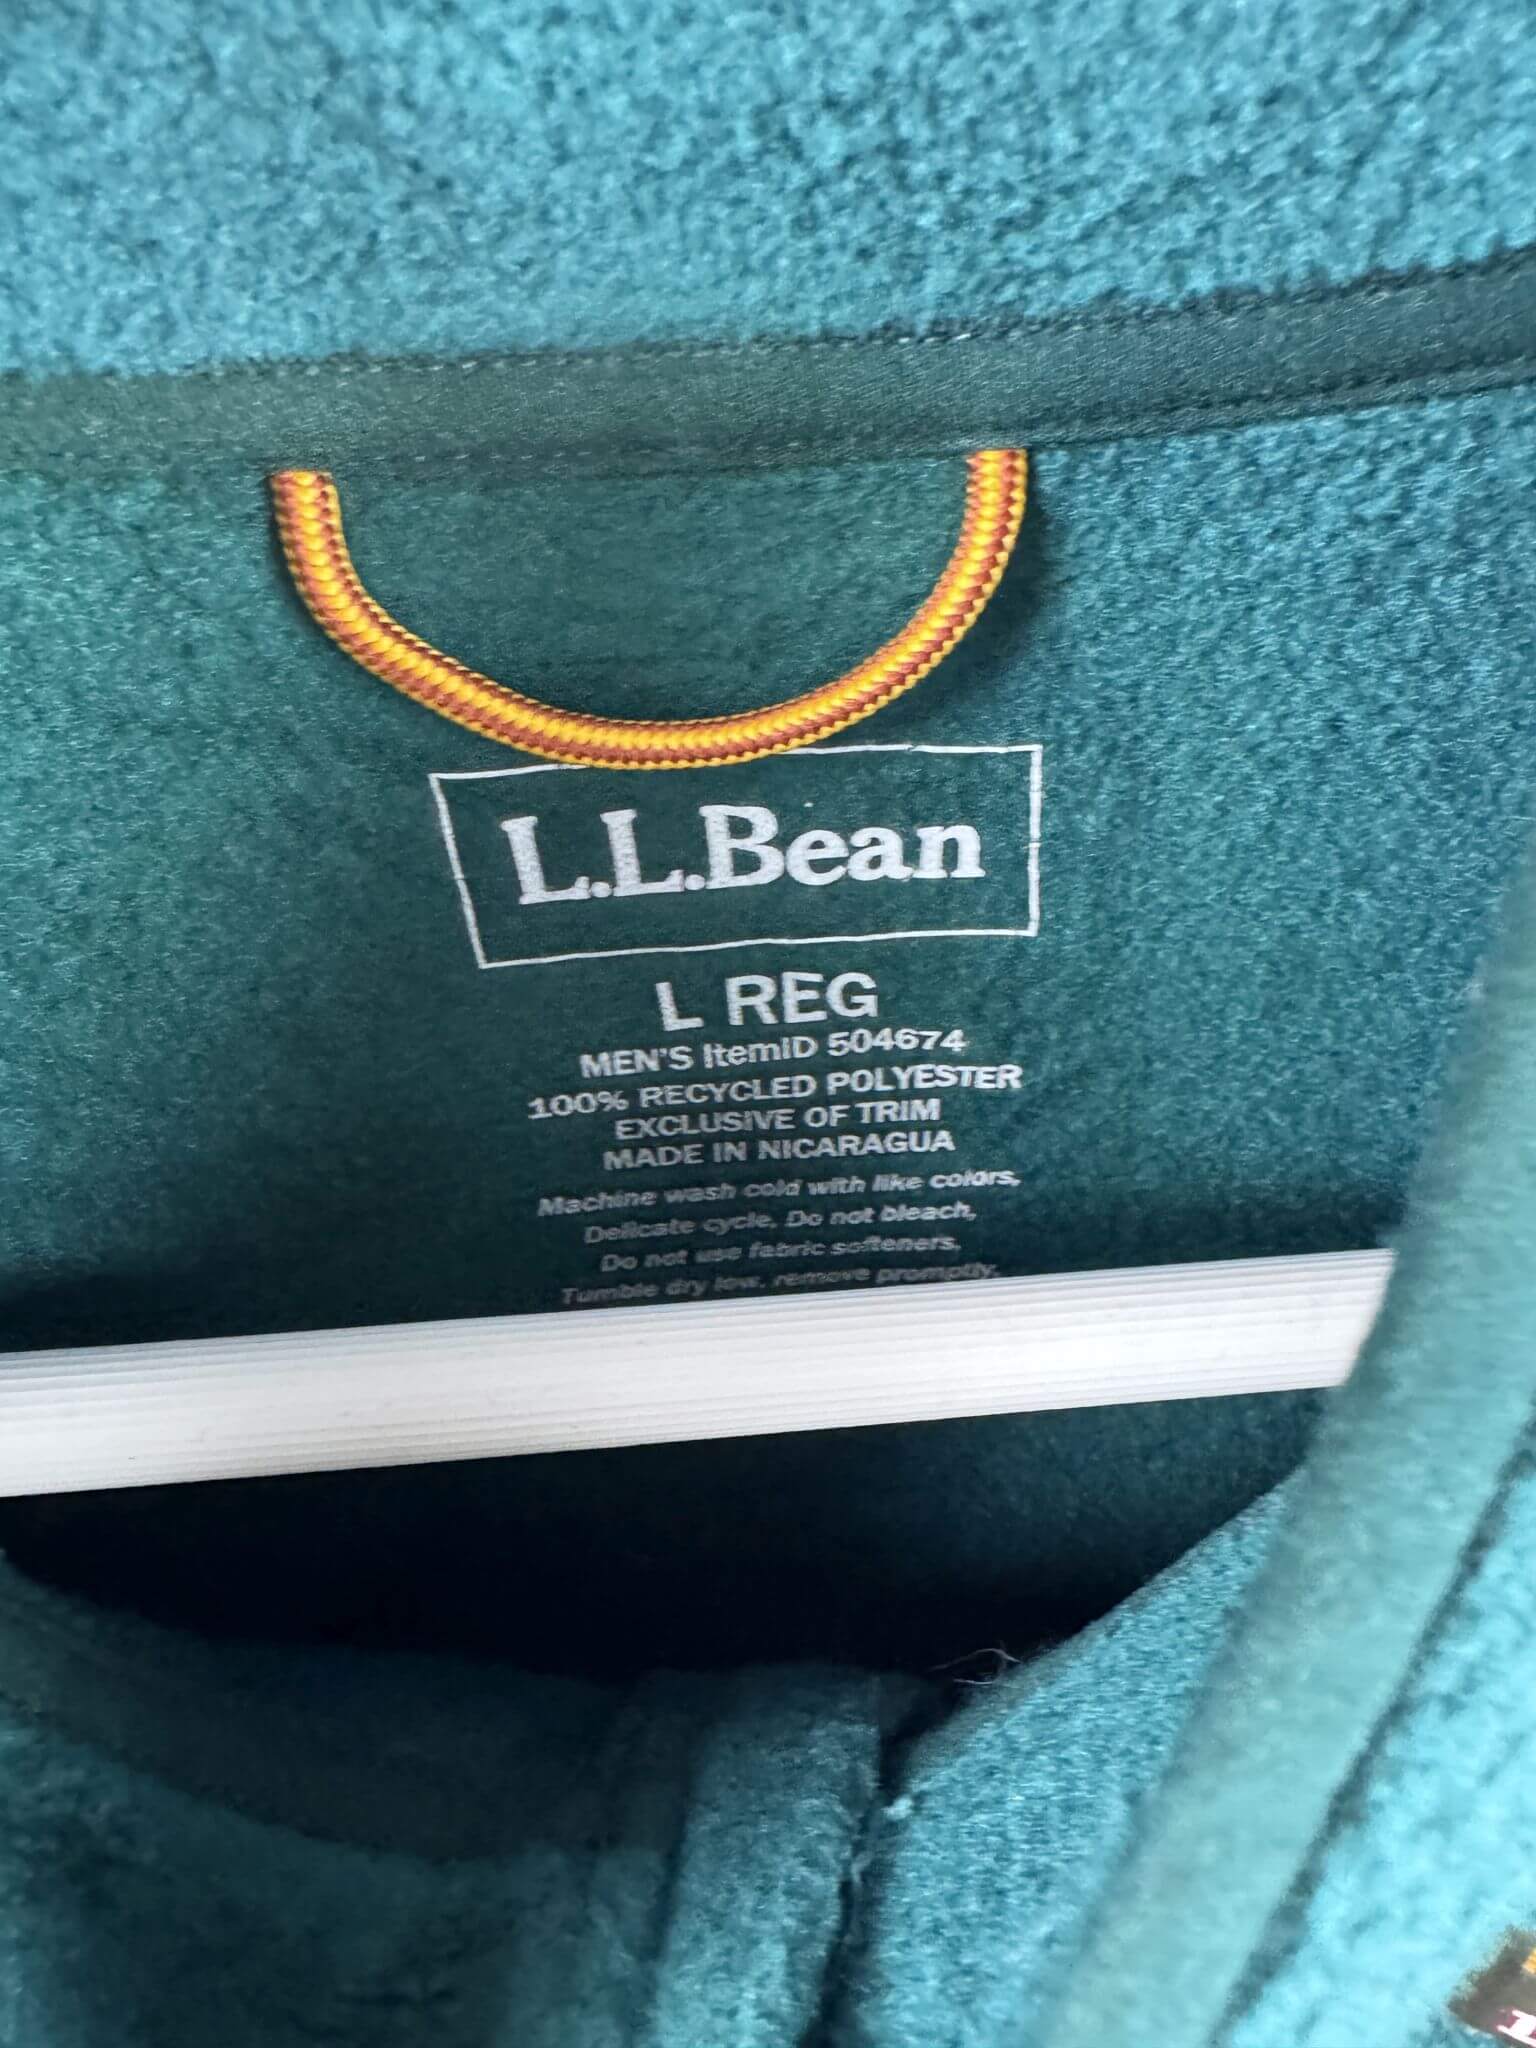 L.L.Bean
L REG
MEN'S ItemID 504674
100% RECYCLED POLYESTER
EXCLUSIVE OF TRIM
MADE IN NICARAGUA
Machine wash cold with like colors,
Delicate cycle, Do not bleach,
Do not use fabric softeners,
Tumble dry low, remove promptly,